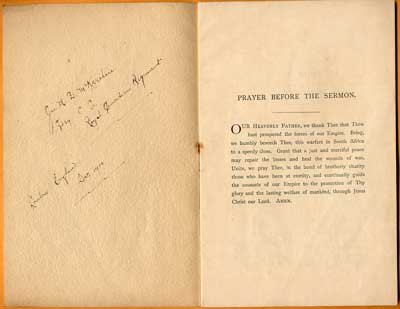 Regiment
London England
PRAYER BEFORE THE SERMON.
OUR HEAVENLY FATHER, we thank Thee that Thou
hast prospered the forces of our Empire. Bring,
we humbly beseech Thee, this warfare in South Africa
to a speedy close. Grant that a just and merciful peace
may repair the losses and heal the wounds of war.
Unite, we pray Thee, in the bond of brotherly charity
those who have been at enmity, and continually guide
the counsels of our Empire to the promotion of Thy
glory and the lasting welfare of mankind, through Jesus
Christ our Lord. AMEN.